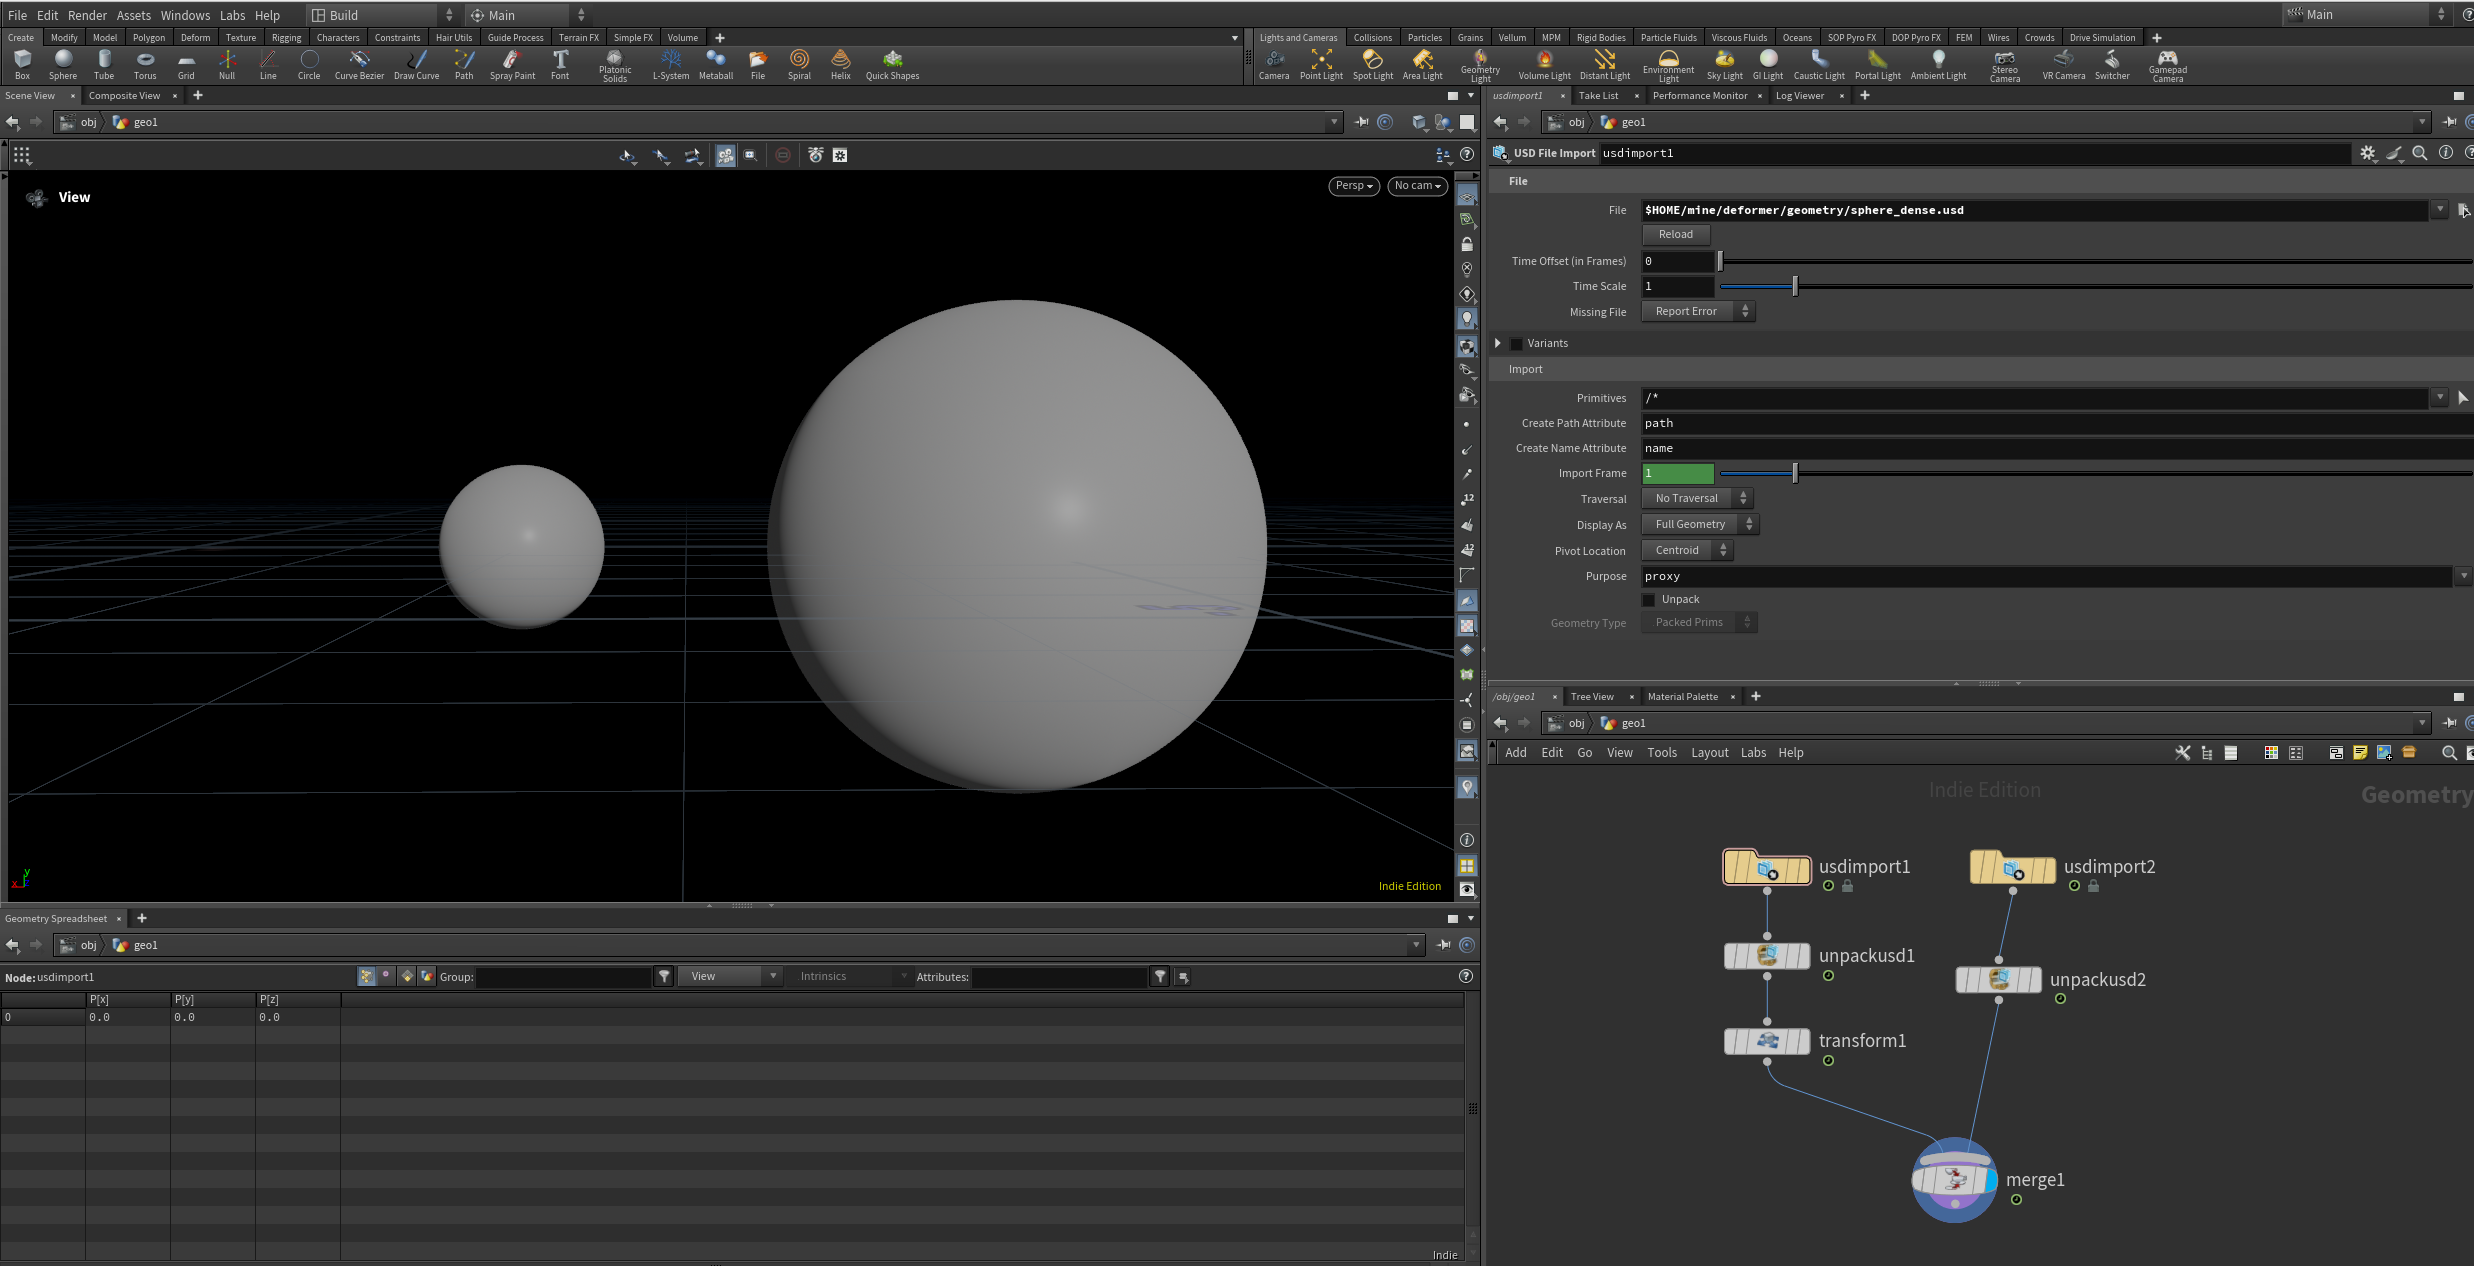 File Edit Render Assets Windows Labs Help Build Main Main
Create Modify Model Polygon Deform Texture Rigging Characters Constraints Hair Utils Guide Process Terrain FX Simple FX Volume
Lights and Cameras Collisions Particles Grains Vellum MPM Rigid Bodies Particle Fluids Viscous Fluids Oceans SOP Pyro FX DOP Pyro FX FEM Wires Crowds Drive Simulation
Box Sphere Tube Torus Grid Null Line Circle Curve Bezier Draw Curve Path Spray Paint Font Platonic Solids L-System Metaball File Spiral Helix Quick Shapes
Camera Point Light Spot Light Area Light Geometry Light Volume Light Distant Light Environment Light Sky Light GI Light Caustic Light Portal Light Ambient Light Stereo Camera VR Camera Switcher Gamepad Camera
Scene View Composite View
obj geo1
View
Persp No cam
12
12
Indie Edition
y
x
Geometry Spreadsheet
obj geo1
Node: usdimport1 Group: View Intrinsics Attributes:
P[x] P[y] P[z]
0 0.0 0.0 0.0
Indie
usdimport1 Take List Performance Monitor Log Viewer
obj geo1
USD File Import usdimport1
File
File $HOME/mine/deformer/geometry/sphere_dense.usd
Reload
Time Offset (in Frames) 0
Time Scale 1
Missing File Report Error
Variants
Import
Primitives /*
Create Path Attribute path
Create Name Attribute name
Import Frame 1
Traversal No Traversal
Display As Full Geometry
Pivot Location Centroid
Purpose proxy
Unpack
Geometry Type Packed Prims
/obj/geo1 Tree View Material Palette
obj geo1
Add Edit Go View Tools Layout Labs Help
Indie Edition
Geometry
usdimport1
usdimport2
unpackusd1
unpackusd2
transform1
merge1